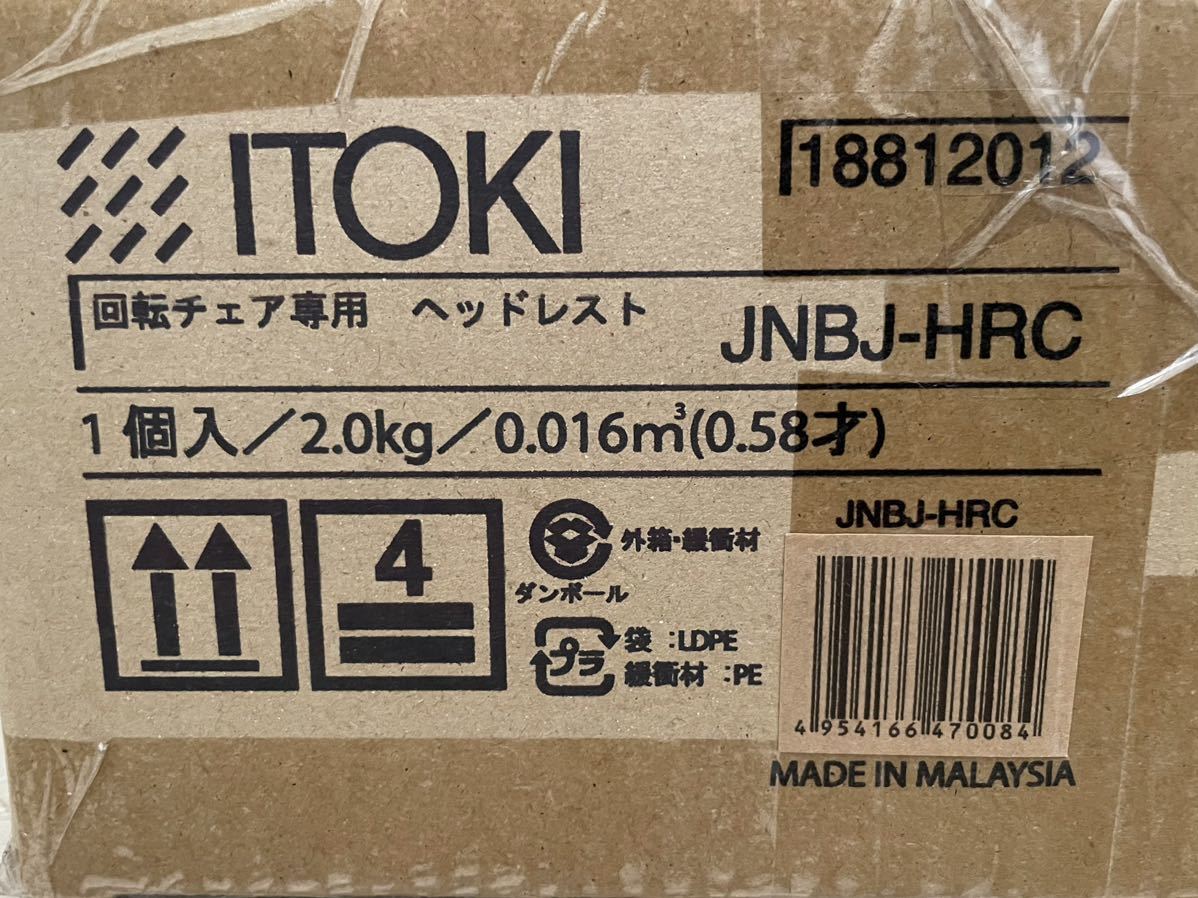 ITOKI
18812012
回転チェア専用 ヘッドレスト
JNBJ-HRC
1個入／2.0kg／0.016m³(0.58才)
4
外箱・緩衝材
ダンボール
プラ
袋 :LDPE
緩衝材 :PE
JNBJ-HRC
4954166470084
MADE IN MALAYSIA